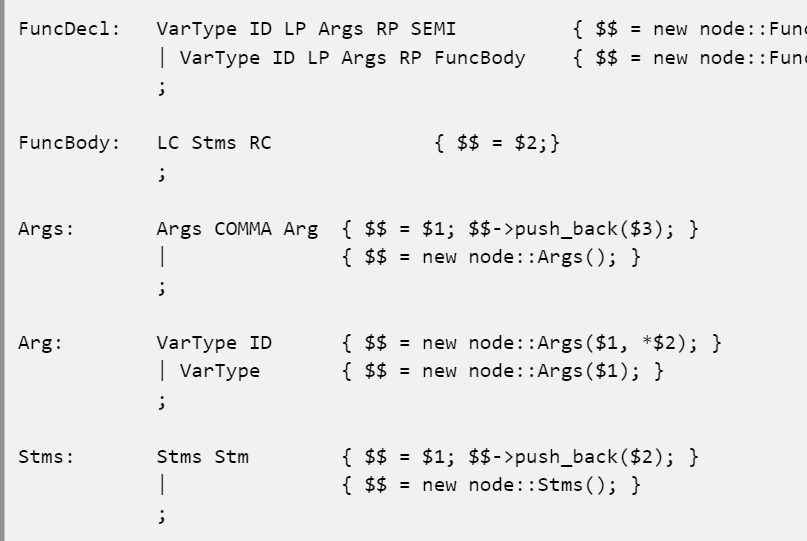 FuncDecl:   VarType ID LP Args RP SEMI          { $$ = new node::Func
            | VarType ID LP Args RP FuncBody    { $$ = new node::Func
            ;
FuncBody:   LC Stms RC              { $$ = $2;}
            ;
Args:       Args COMMA Arg  { $$ = $1; $$->push_back($3); }
            |               { $$ = new node::Args(); }
            ;
Arg:        VarType ID      { $$ = new node::Args($1, *$2); }
            | VarType       { $$ = new node::Args($1); }
            ;
Stms:       Stms Stm        { $$ = $1; $$->push_back($2); }
            |               { $$ = new node::Stms(); }
            ;